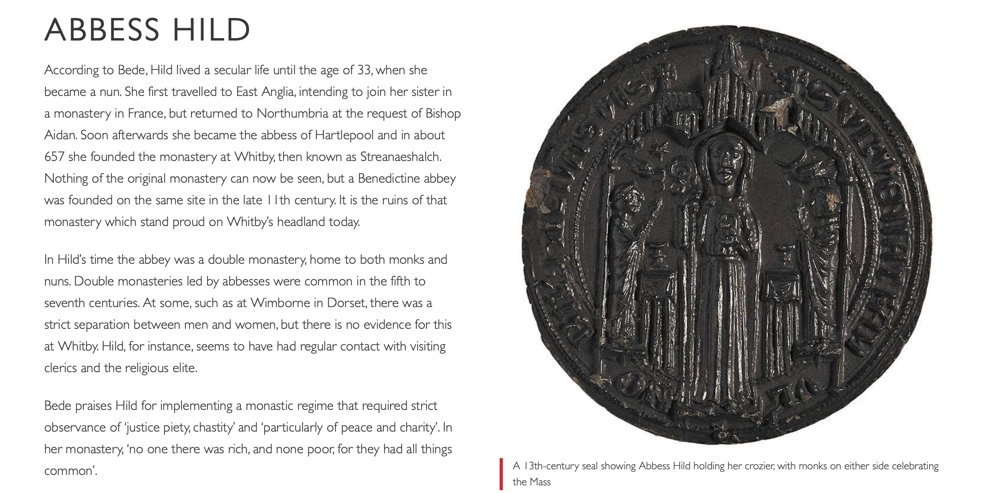 ABBESS HILD
According to Bede, Hild lived a secular life until the age of 33, when she
became a nun. She first travelled to East Anglia, intending to join her sister in
a monastery in France, but returned to Northumbria at the request of Bishop
Aidan. Soon afterwards she became the abbess of Hartlepool and in about
657 she founded the monastery at Whitby, then known as Streanaeshalch.
Nothing of the original monastery can now be seen, but a Benedictine abbey
was founded on the same site in the late 11th century. It is the ruins of that
monastery which stand proud on Whitby’s headland today.
In Hild’s time the abbey was a double monastery, home to both monks and
nuns. Double monasteries led by abbesses were common in the fifth to
seventh centuries. At some, such as at Wimborne in Dorset, there was a
strict separation between men and women, but there is no evidence for this
at Whitby. Hild, for instance, seems to have had regular contact with visiting
clerics and the religious elite.
Bede praises Hild for implementing a monastic regime that required strict
observance of ‘justice piety, chastity’ and ‘particularly of peace and charity’. In
her monastery, ‘no one there was rich, and none poor, for they had all things
common’.
A 13th-century seal showing Abbess Hild holding her crozier, with monks on either side celebrating
the Mass